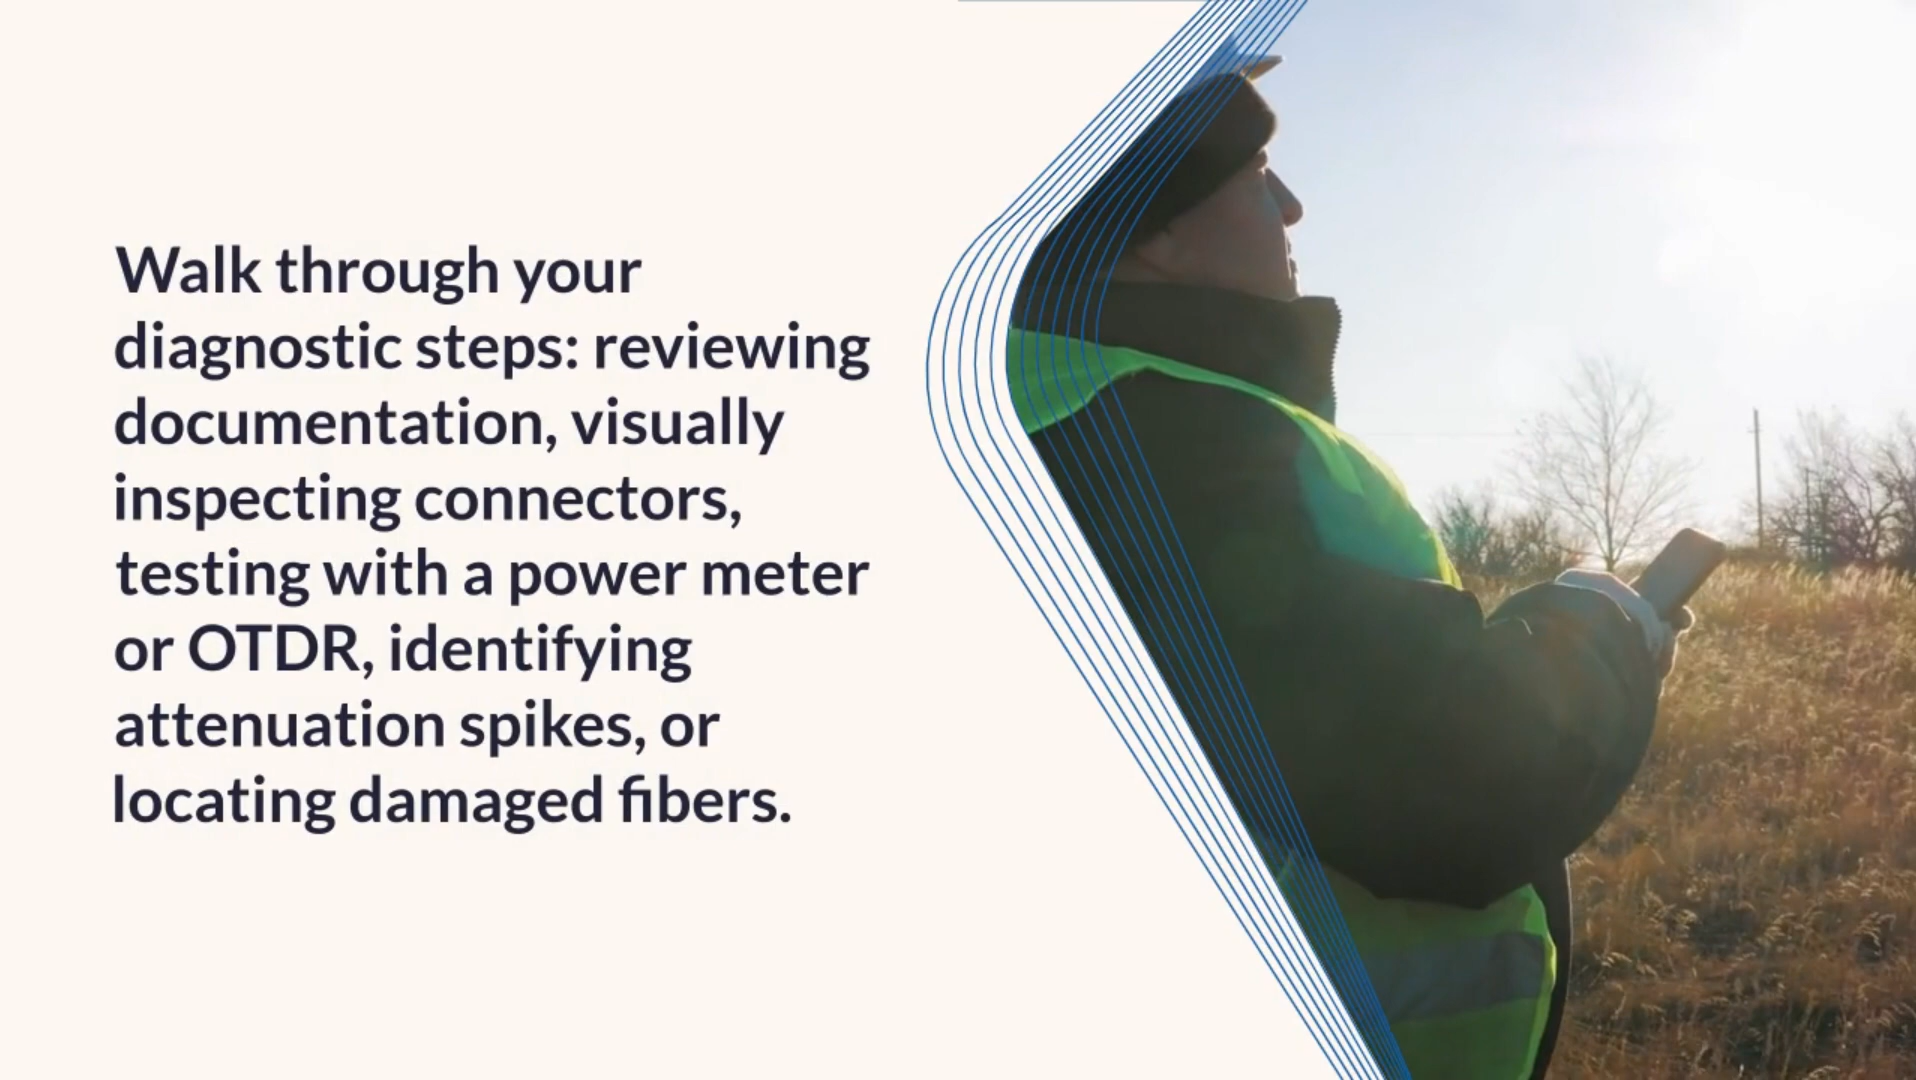 Walk through your
diagnostic steps: reviewing
documentation, visually
inspecting connectors,
testing with a power meter
or OTDR, identifying
attenuation spikes, or
locating damaged fibers.